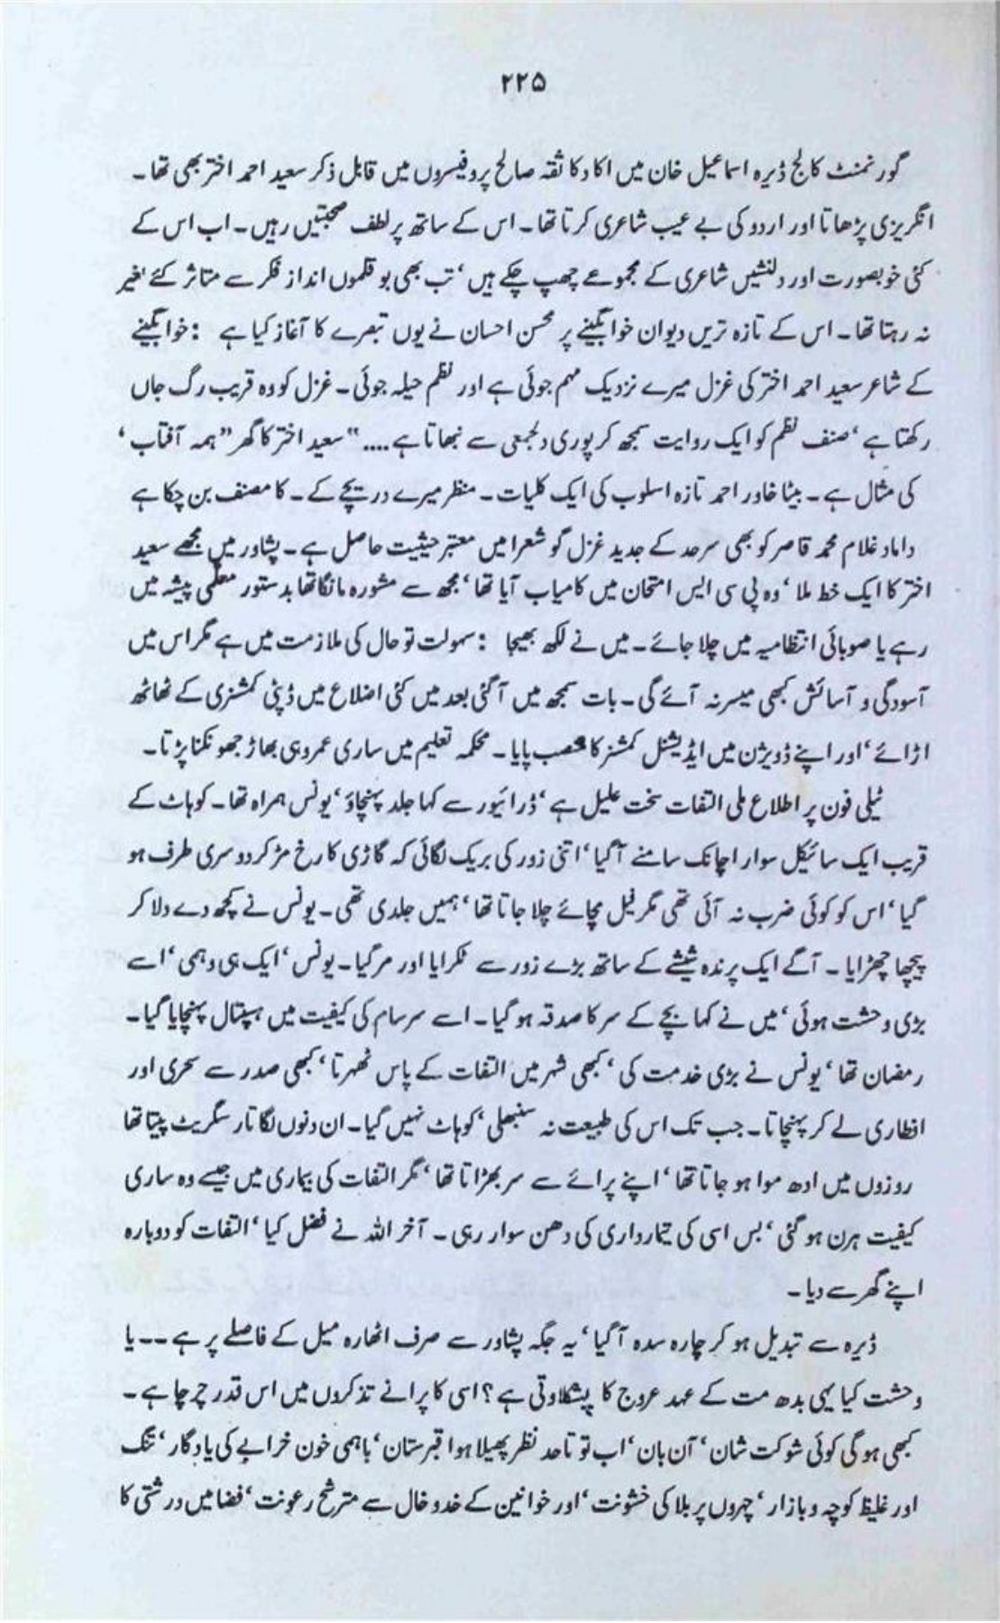 ۲۲۵
گورنمنٹ کالج ڈیرہ اسماعیل خان میں اکا دکا ثقہ صالح پروفیسروں میں قابل ذکر سعید احمد اختر بھی تھا۔
انگریزی پڑھاتا اور اردو کی بے عیب شاعری کرتا تھا۔ اس کے ساتھ پرلطف صحبتیں رہیں۔ اب اس کے
کئی خوبصورت اور دلنشیں شاعری کے مجموعے چھپ چکے ہیں‘ تب بھی بوقلموں انداز فکر سے متاثر کئے بغیر
نہ رہتا تھا۔ اس کے تازہ ترین دیوان خوابگینے پر محسن احسان نے یوں تبصرے کا آغاز کیا ہے : خوابگینے
کے شاعر سعید احمد اختر کی غزل میرے نزدیک مہم جوئی ہے اور نظم حیلہ جوئی۔ غزل کو وہ قریب رگ جاں
رکھتا ہے‘ صنف نظم کو ایک روایت سمجھ کر پوری دلجمعی سے نبھاتا ہے ....“ سعید اختر کا گھر ”ہمہ آفتاب‘
کی مثال ہے۔ بیٹا خاور احمد تازہ اسلوب کی ایک کلیات۔ منظر میرے دریچے کے۔ کا مصنف بن چکا ہے
داماد غلام محمد قاصر کو بھی سرحد کے جدید غزل گو شعرا میں معتبر حیثیت حاصل ہے۔ پشاور میں مجھے سعید
اختر کا ایک خط ملا‘ وہ پی سی ایس امتحان میں کامیاب آیا تھا‘ مجھ سے مشورہ مانگا تھا بدستور معلمی پیشہ میں
رہے یا صوبائی انتظامیہ میں چلا جائے۔ میں نے لکھ بھیجا : سہولت تو حال کی ملازمت میں ہے مگر اس میں
آسودگی و آسائش کبھی میسر نہ آئے گی۔ بات سمجھ میں آ گئی بعد میں کئی اضلاع میں ڈپٹی کمشنری کے ٹھاٹھ
اڑائے‘ اور اپنے ڈویژن میں ایڈیشنل کمشنر کا منصب پایا۔ محکمہ تعلیم میں ساری عمر وہی بھاڑ جھونکنا پڑتا۔
ٹیلی فون پر اطلاع ملی التفات سخت علیل ہے‘ ڈرائیور سے کہا جلد پہنچاؤ‘ یونس ہمراہ تھا۔ کوہاٹ کے
قریب ایک سائیکل سوار اچانک سامنے آ گیا‘ اتنی زور کی بریک لگائی کہ گاڑی کا رخ مڑ کر دوسری طرف ہو
گیا‘ اس کو کوئی ضرب نہ آئی تھی مگر غل مچائے چلا جاتا تھا‘ ہمیں جلدی تھی۔ یونس نے کچھ دے دلا کر
پیچھا چھڑایا۔ آگے ایک پرندہ شیشے کے ساتھ بڑے زور سے ٹکرایا اور مر گیا۔ یونس‘ ایک ہی وہمی‘ اسے
بڑی وحشت ہوئی‘ میں نے کہا بچے کے سر کا صدقہ ہو گیا۔ اسے سرسام کی کیفیت میں ہسپتال پہنچایا گیا۔
رمضان تھا‘ یونس نے بڑی خدمت کی‘ کبھی شہر میں التفات کے پاس ٹھہرتا‘ کبھی صدر سے سحری اور
افطاری لے کر پہنچاتا۔ جب تک اس کی طبیعت نہ سنبھلی‘ کوہاٹ نہیں گیا۔ ان دنوں لگاتار سگریٹ پیتا تھا
روزوں میں ادھ موا ہو جاتا تھا‘ اپنے پرائے سے سر بھڑاتا تھا‘ مگر التفات کی بیماری میں جیسے وہ ساری
کیفیت ہرن ہو گئی‘ بس اسی کی تیمارداری کی دھن سوار رہی۔ آخر اللہ نے فضل کیا‘ التفات کو دوبارہ
اپنے گھر سے دیا۔
ڈیرہ سے تبدیل ہو کر چارہ سدہ آ گیا‘ یہ جگہ پشاور سے صرف اٹھارہ میل کے فاصلے پر ہے ۔۔ یا
وحشت کیا یہی بدھ مت کے عہد عروج کا پشکلاوتی ہے؟ اسی کا پرانے تذکروں میں اس قدر چرچا ہے۔
کبھی ہو گی کوئی شوکت شان‘ آن بان‘ اب تو تاحد نظر پھیلا ہوا قبرستان‘ باہمی خون خرابے کی یادگار‘ تنگ
اور غلیظ کوچہ و بازار‘ چہروں پر بلا کی خشونت‘ اور خوانین کے خدوخال سے مترشح رعونت‘ فضا میں درشتی کا